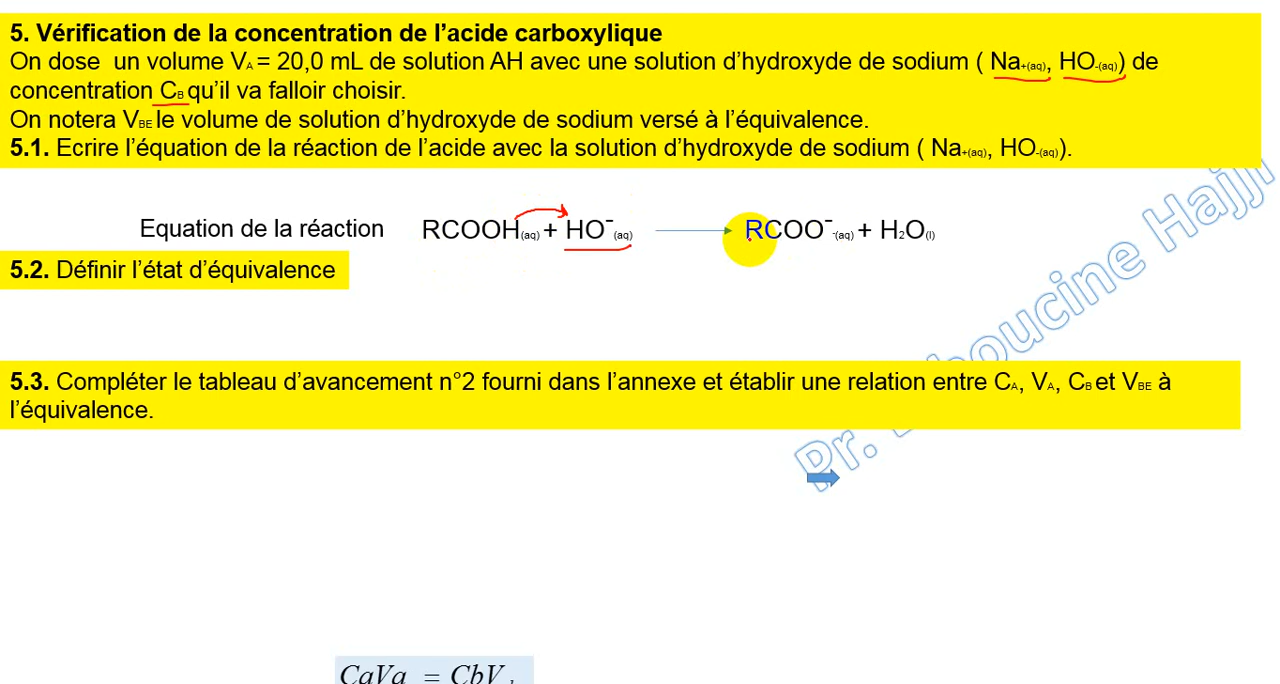 5. Vérification de la concentration de l’acide carboxylique
On dose un volume VA = 20,0 mL de solution AH avec une solution d’hydroxyde de sodium ( Na+(aq), HO-(aq)) de
concentration CB qu’il va falloir choisir.
On notera VBE le volume de solution d’hydroxyde de sodium versé à l’équivalence.
5.1. Ecrire l’équation de la réaction de l’acide avec la solution d’hydroxyde de sodium ( Na+(aq), HO-(aq)).
Equation de la réaction RCOOH(aq) + HO⁻(aq) → RCOO⁻-(aq) + H2O(l)
5.2. Définir l’état d’équivalence
5.3. Compléter le tableau d’avancement n°2 fourni dans l’annexe et établir une relation entre CA, VA, CB et VBE à
l’équivalence.
Pr. Hajji
CaVa = CbV